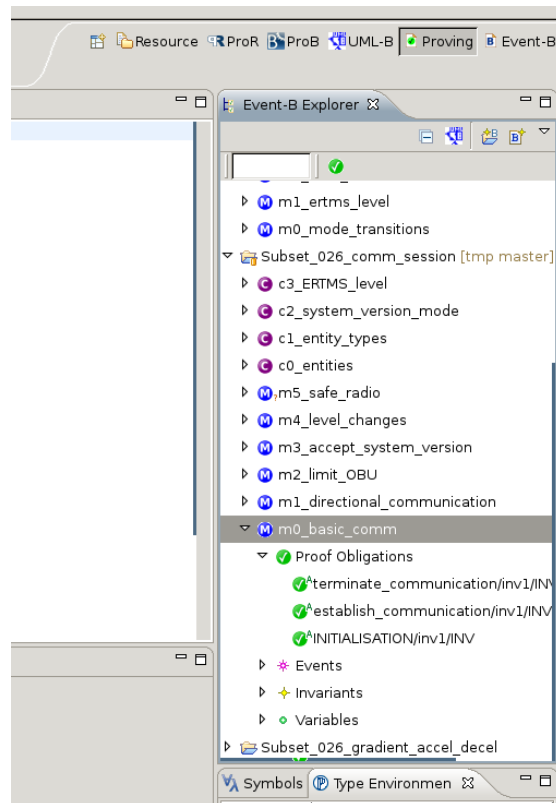 Resource ProR ProB UML-B Proving Event-B
Event-B Explorer
m1_ertms_level
m0_mode_transitions
Subset_026_comm_session [tmp master]
c3_ERTMS_level
c2_system_version_mode
c1_entity_types
c0_entities
m5_safe_radio
m4_level_changes
m3_accept_system_version
m2_limit_OBU
m1_directional_communication
m0_basic_comm
Proof Obligations
terminate_communication/inv1/INV
establish_communication/inv1/INV
INITIALISATION/inv1/INV
Events
Invariants
Variables
Subset_026_gradient_accel_decel
Symbols Type Environmen